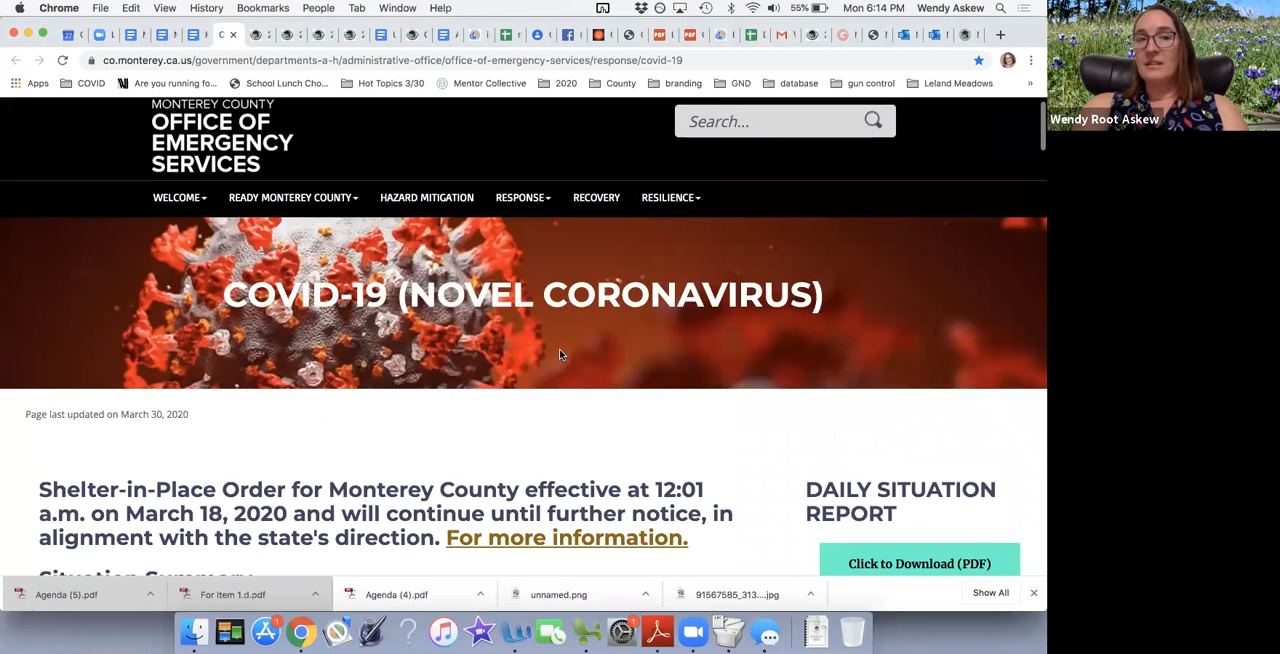 Chrome File Edit View History Bookmarks People Tab Window Help 55% Mon 6:14 PM Wendy Askew
co.monterey.ca.us/government/departments-a-h/administrative-office/office-of-emergency-services/response/covid-19
Apps COVID Are you running fo... School Lunch Cho... Hot Topics 3/30 Mentor Collective 2020 County branding GND database gun control Leland Meadows »
MONTEREY COUNTY
OFFICE OF
EMERGENCY
SERVICES
Search...
WELCOME READY MONTEREY COUNTY HAZARD MITIGATION RESPONSE RECOVERY RESILIENCE
COVID-19 (NOVEL CORONAVIRUS)
Page last updated on March 30, 2020
Shelter-in-Place Order for Monterey County effective at 12:01
a.m. on March 18, 2020 and will continue until further notice, in
alignment with the state's direction. For more information.
Situation Summary
DAILY SITUATION
REPORT
Click to Download (PDF)
Agenda (5).pdf For Item 1.d.pdf Agenda (4).pdf unnamed.png 91567585_313....jpg Show All
Wendy Root Askew